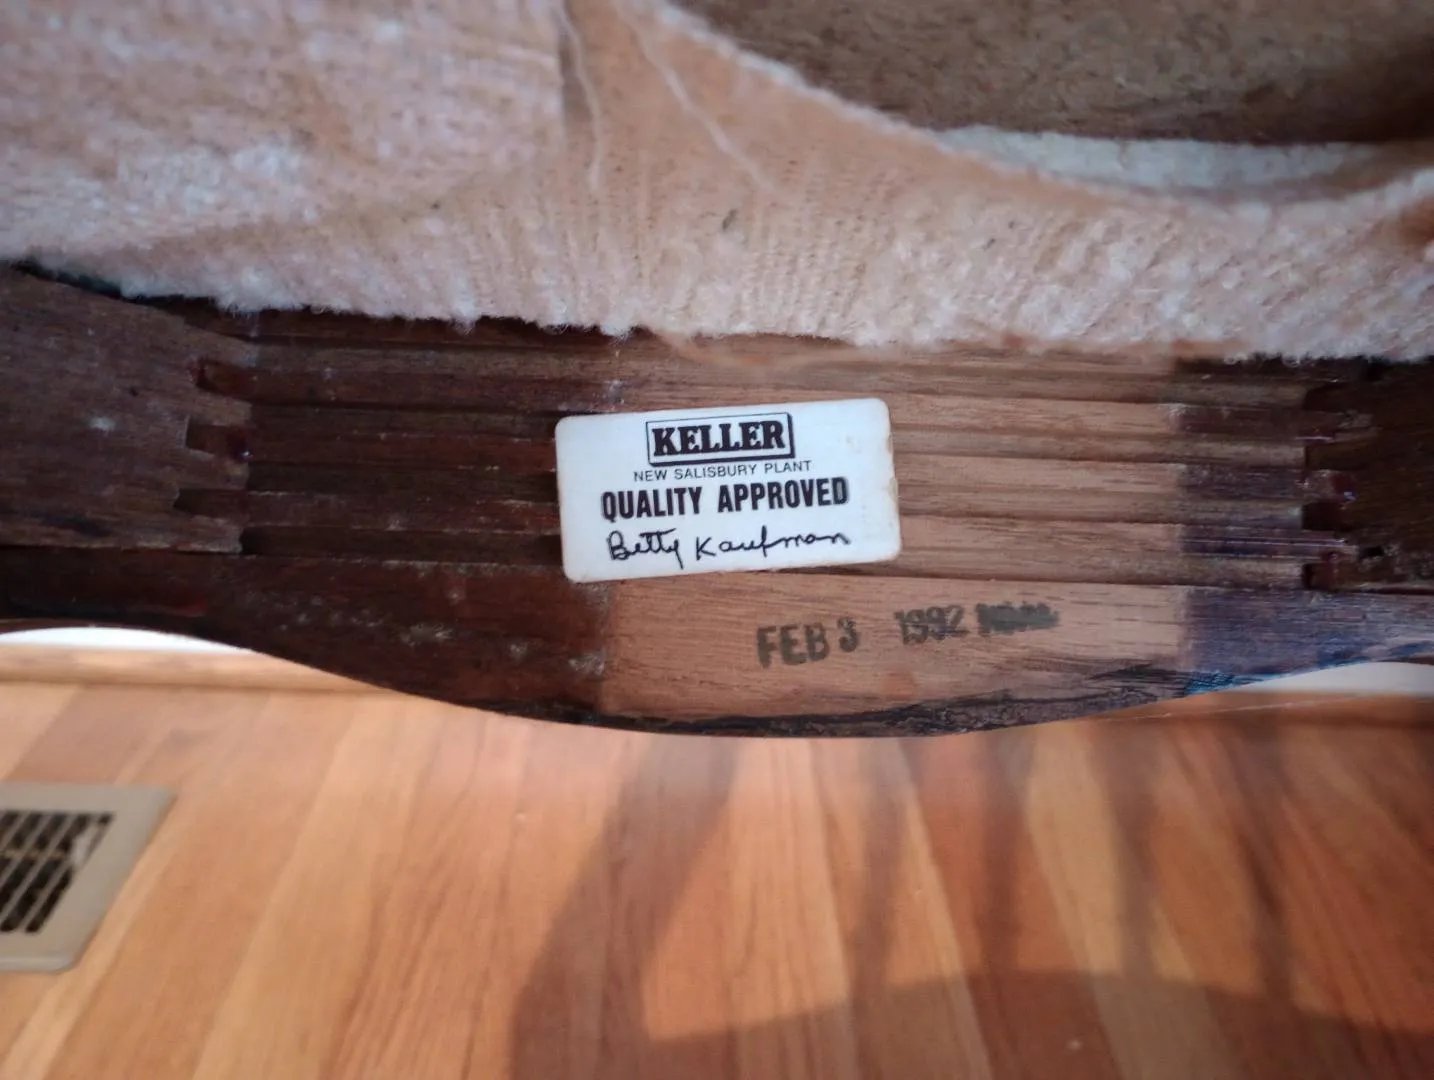 KELLER
NEW SALISBURY PLANT
QUALITY APPROVED
Betty Kaufman
FEB 3 1992